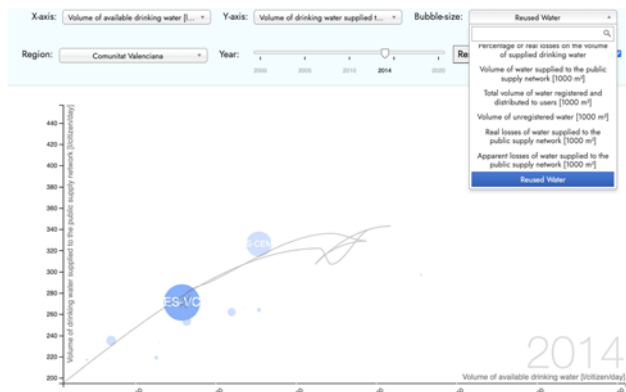 X-axis: Volume of available drinking water [l... Y-axis: Volume of drinking water supplied t... Bubble-size: Reused Water
Region: Comunitat Valenciana Year: Re
2000 2005 2010 2014 2020
Percentage of real losses on the volume
of supplied drinking water
Volume of water supplied to the public
supply network [1000 m³]
Total volume of water registered and
distributed to users [1000 m³]
Volume of unregistered water [1000 m³]
Real losses of water supplied to the
public supply network [1000 m³]
Apparent losses of water supplied to the
public supply network [1000 m³]
Reused Water
Volume of drinking water supplied to the public supply network [l/citizen/day]
440
420
400
380
360
340
320
300
280
260
240
220
200
S-CEM
ES-VC
2014
Volume of available drinking water [l/citizen/day]